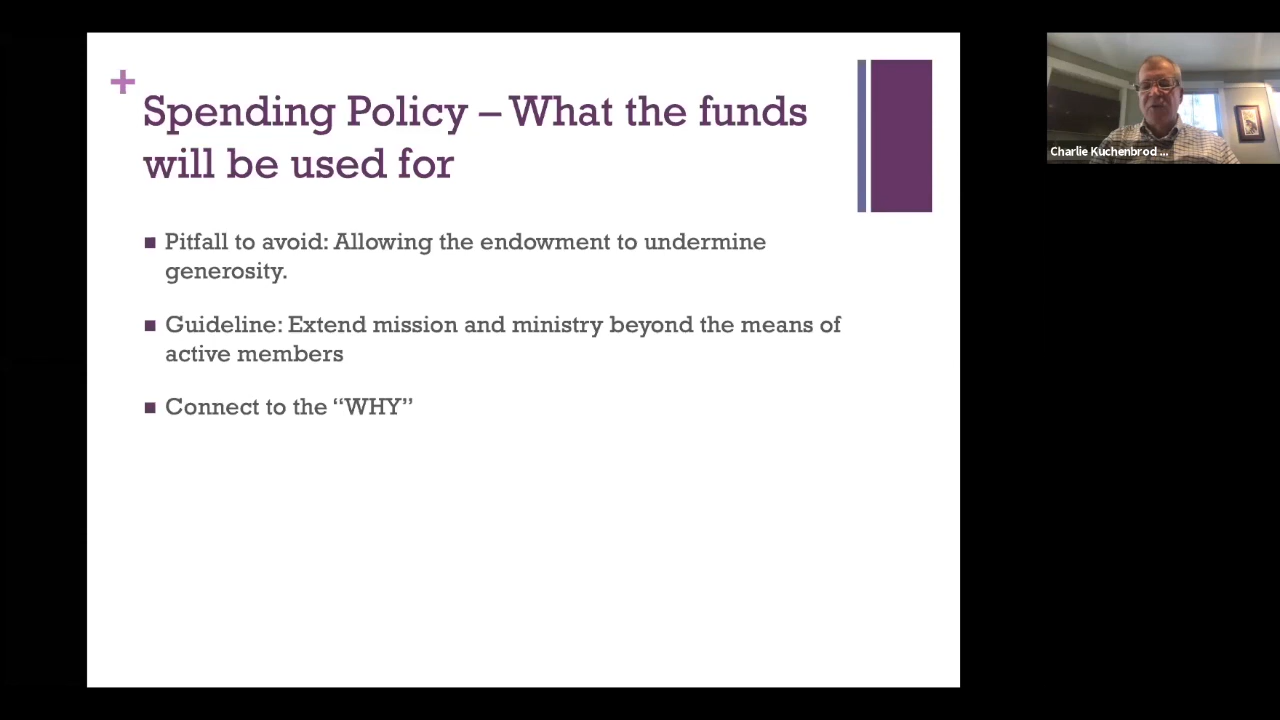 +
Spending Policy – What the funds
will be used for
■ Pitfall to avoid: Allowing the endowment to undermine
generosity.
■ Guideline: Extend mission and ministry beyond the means of
active members
■ Connect to the “WHY”
Charlie Kuchenbrod ...